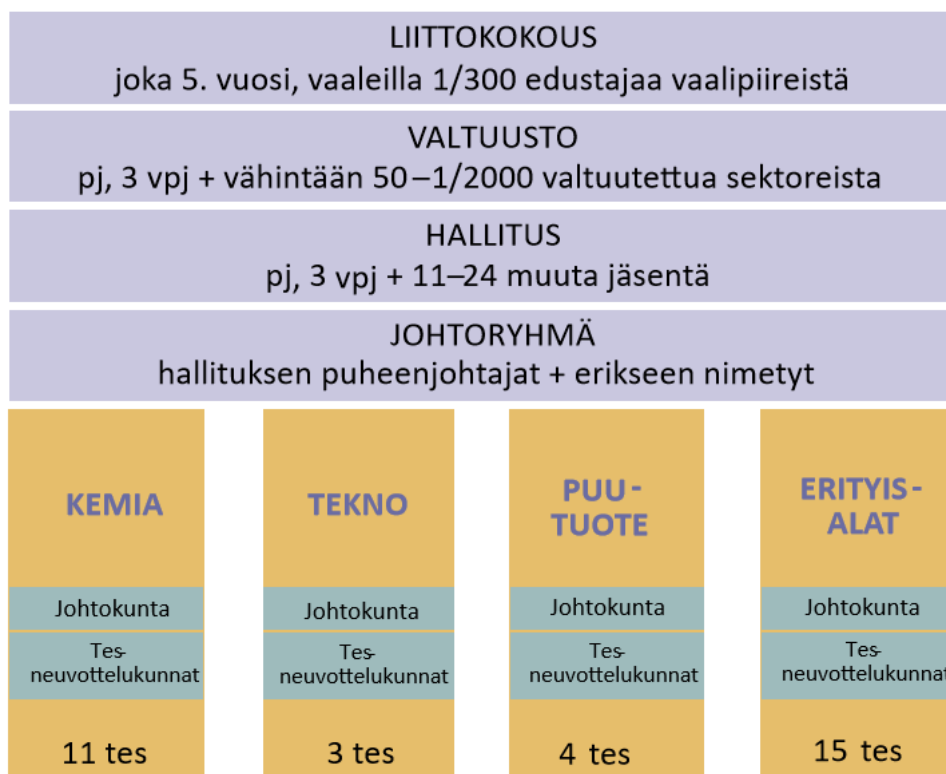 LIITTOKOKOUS
joka 5. vuosi, vaaleilla 1/300 edustajaa vaalipiireistä
VALTUUSTO
pj, 3 vpj + vähintään 50–1/2000 valtuutettua sektoreista
HALLITUS
pj, 3 vpj + 11–24 muuta jäsentä
JOHTORYHMÄ
hallituksen puheenjohtajat + erikseen nimetyt
KEMIA
Johtokunta
Tes-
neuvottelukunnat
11 tes
TEKNO
Johtokunta
Tes-
neuvottelukunnat
3 tes
PUU-
TUOTE
Johtokunta
Tes-
neuvottelukunnat
4 tes
ERITYIS-
ALAT
Johtokunta
Tes-
neuvottelukunnat
15 tes